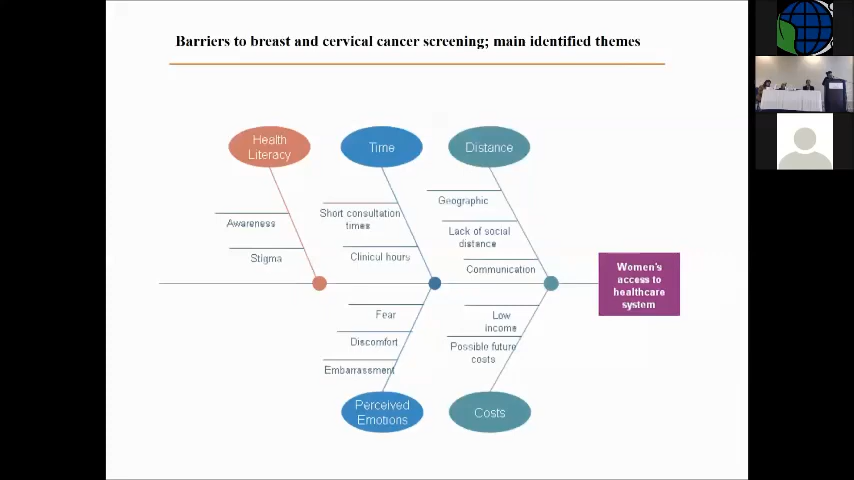 Barriers to breast and cervical cancer screening; main identified themes
Health
Literacy
Time
Distance
Awareness
Stigma
Short consultation
times
Clinical hours
Geographic
Lack of social
distance
Communication
Women's
access to
healthcare
system
Fear
Discomfort
Embarrassment
Low
income
Possible future
costs
Perceived
Emotions
Costs